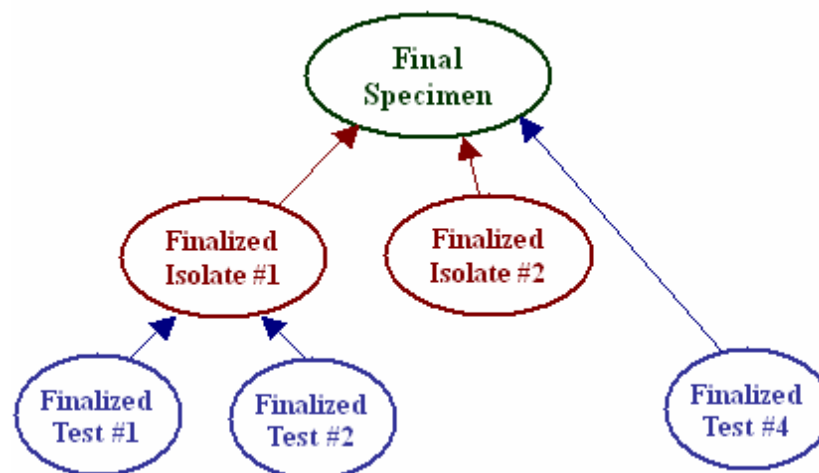 Final
Specimen
Finalized
Isolate #1
Finalized
Isolate #2
Finalized
Test #1
Finalized
Test #2
Finalized
Test #4